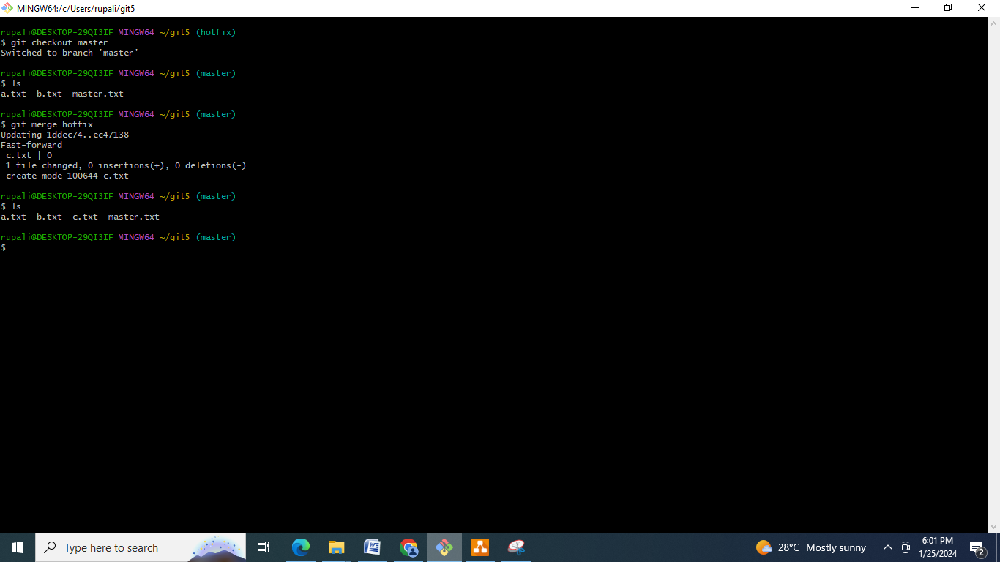 MINGW64:/c/Users/rupali/git5
rupali@DESKTOP-29QI3IF MINGW64 ~/git5 (hotfix)
$ git checkout master
Switched to branch 'master'
rupali@DESKTOP-29QI3IF MINGW64 ~/git5 (master)
$ ls
a.txt  b.txt  master.txt
rupali@DESKTOP-29QI3IF MINGW64 ~/git5 (master)
$ git merge hotfix
Updating 1ddec74..ec47138
Fast-forward
 c.txt | 0
 1 file changed, 0 insertions(+), 0 deletions(-)
 create mode 100644 c.txt
rupali@DESKTOP-29QI3IF MINGW64 ~/git5 (master)
$ ls
a.txt  b.txt  c.txt  master.txt
rupali@DESKTOP-29QI3IF MINGW64 ~/git5 (master)
$
Type here to search
28°C Mostly sunny
6:01 PM
1/25/2024
2